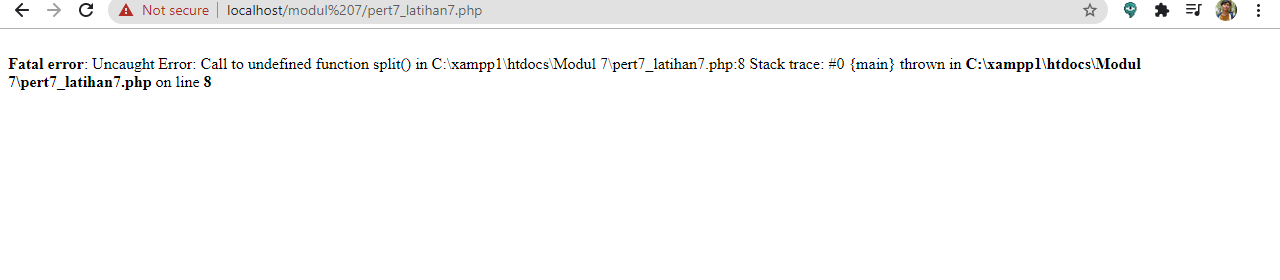 Not secure | localhost/modul%207/pert7_latihan7.php
Fatal error: Uncaught Error: Call to undefined function split() in C:\xampp1\htdocs\Modul 7\pert7_latihan7.php:8 Stack trace: #0 {main} thrown in C:\xampp1\htdocs\Modul
7\pert7_latihan7.php on line 8